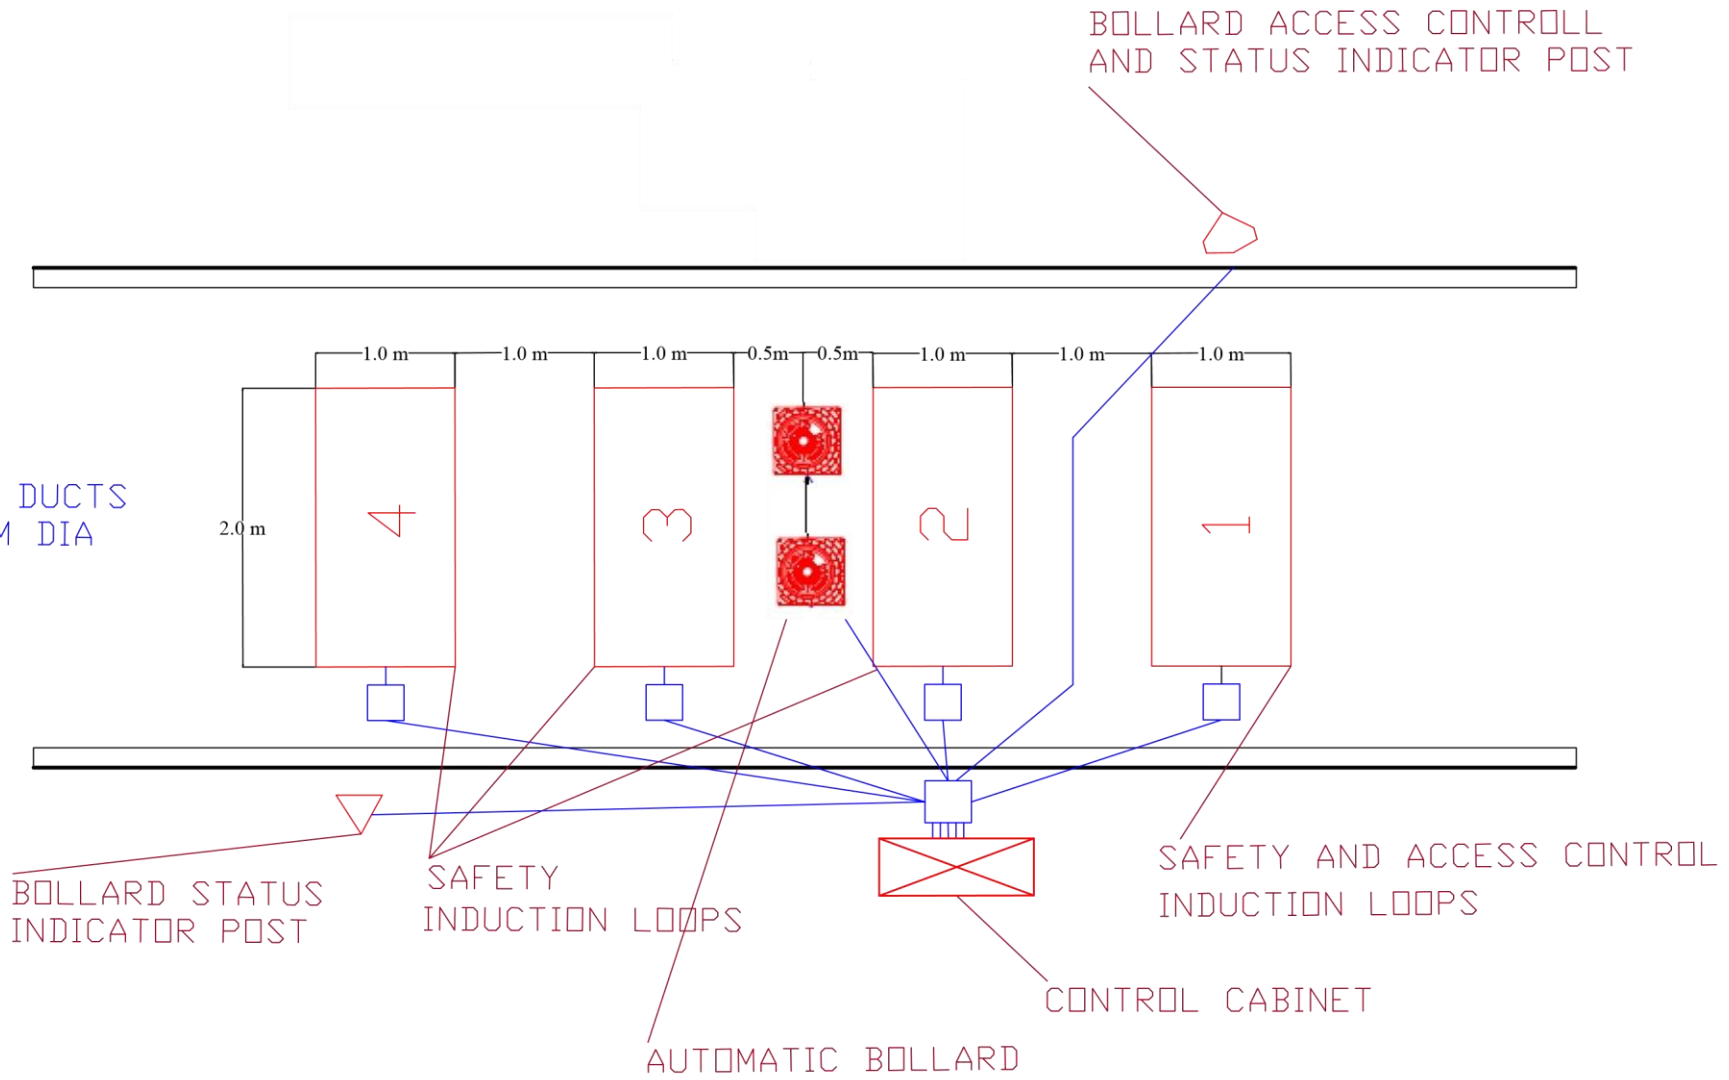 BOLLARD ACCESS CONTROLL
AND STATUS INDICATOR POST
1.0 m
1.0 m
1.0 m
0.5m
0.5m
1.0 m
1.0 m
1.0 m
DUCTS
M DIA
2.0 m
4
3
2
1
BOLLARD STATUS
INDICATOR POST
SAFETY
INDUCTION LOOPS
SAFETY AND ACCESS CONTROL
INDUCTION LOOPS
CONTROL CABINET
AUTOMATIC BOLLARD